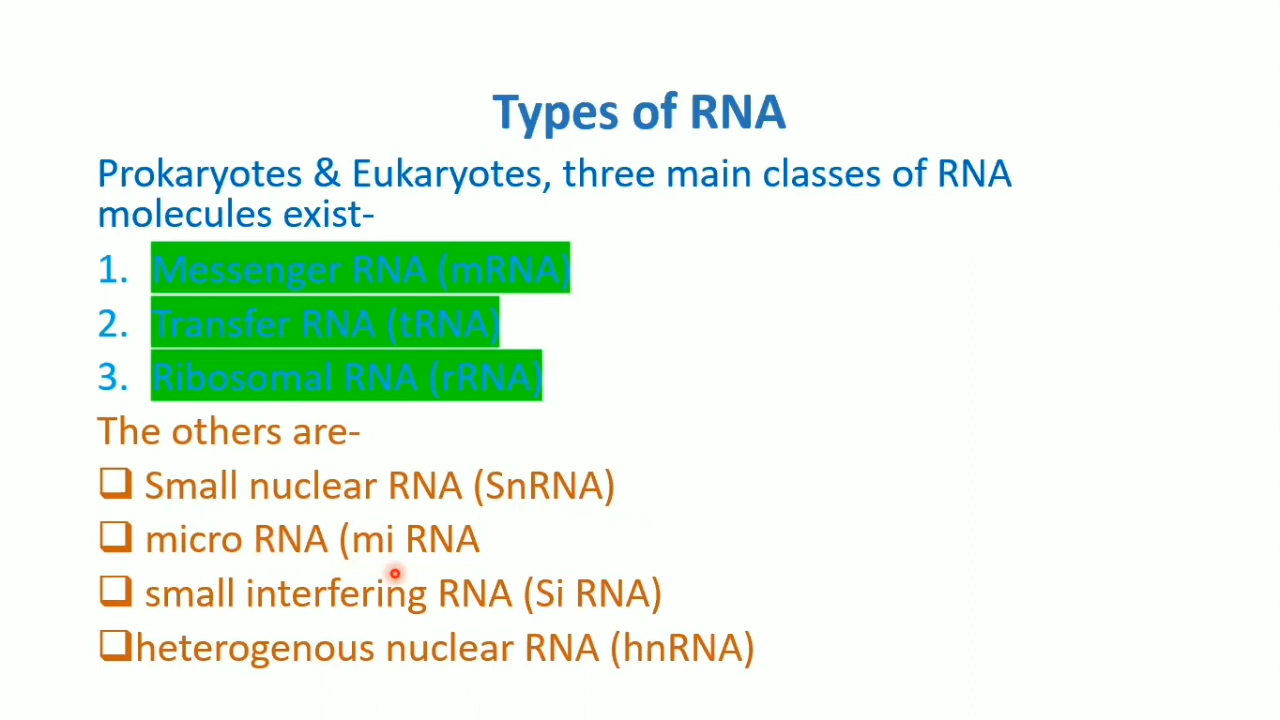 Types of RNA
Prokaryotes & Eukaryotes, three main classes of RNA
molecules exist-
1. Messenger RNA (mRNA)
2. Transfer RNA (tRNA)
3. Ribosomal RNA (rRNA)
The others are-
❑ Small nuclear RNA (SnRNA)
❑ micro RNA (mi RNA
❑ small interfering RNA (Si RNA)
❑heterogenous nuclear RNA (hnRNA)